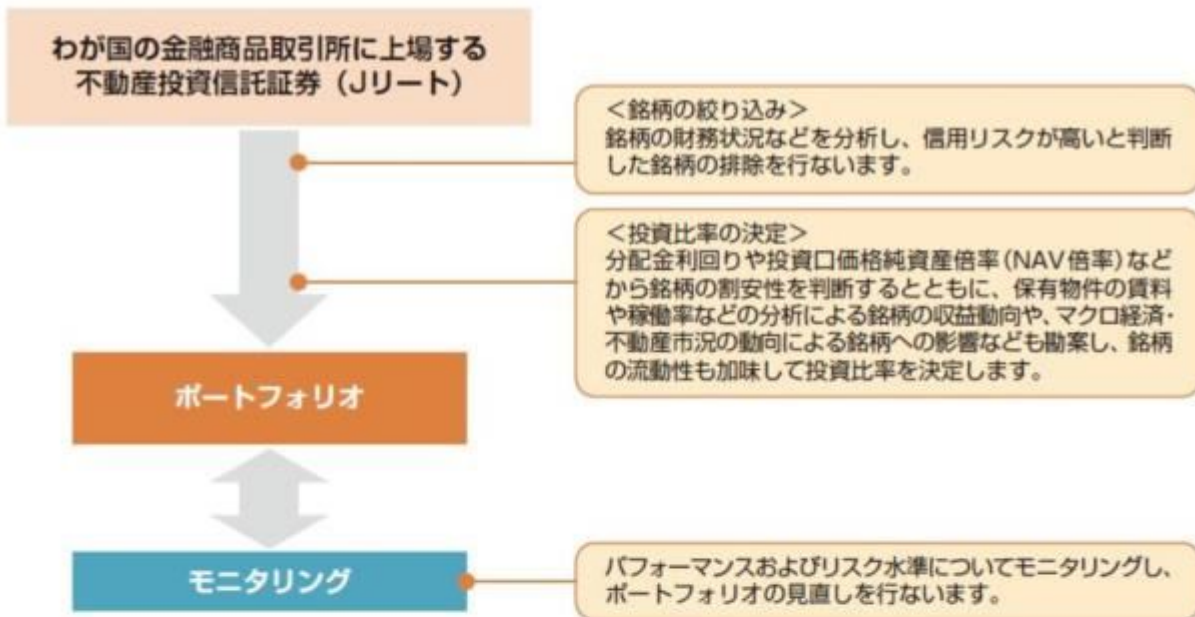 わが国の金融商品取引所に上場する
不動産投資信託証券（Jリート）
＜銘柄の絞り込み＞
銘柄の財務状況などを分析し、信用リスクが高いと判断
した銘柄の排除を行ないます。
＜投資比率の決定＞
分配金利回りや投資口価格純資産倍率（NAV倍率）など
から銘柄の割安性を判断するとともに、保有物件の賃料
や稼働率などの分析による銘柄の収益動向や、マクロ経済・
不動産市況の動向による銘柄への影響なども勘案し、銘柄
の流動性も加味して投資比率を決定します。
ポートフォリオ
モニタリング
パフォーマンスおよびリスク水準についてモニタリングし、
ポートフォリオの見直しを行ないます。